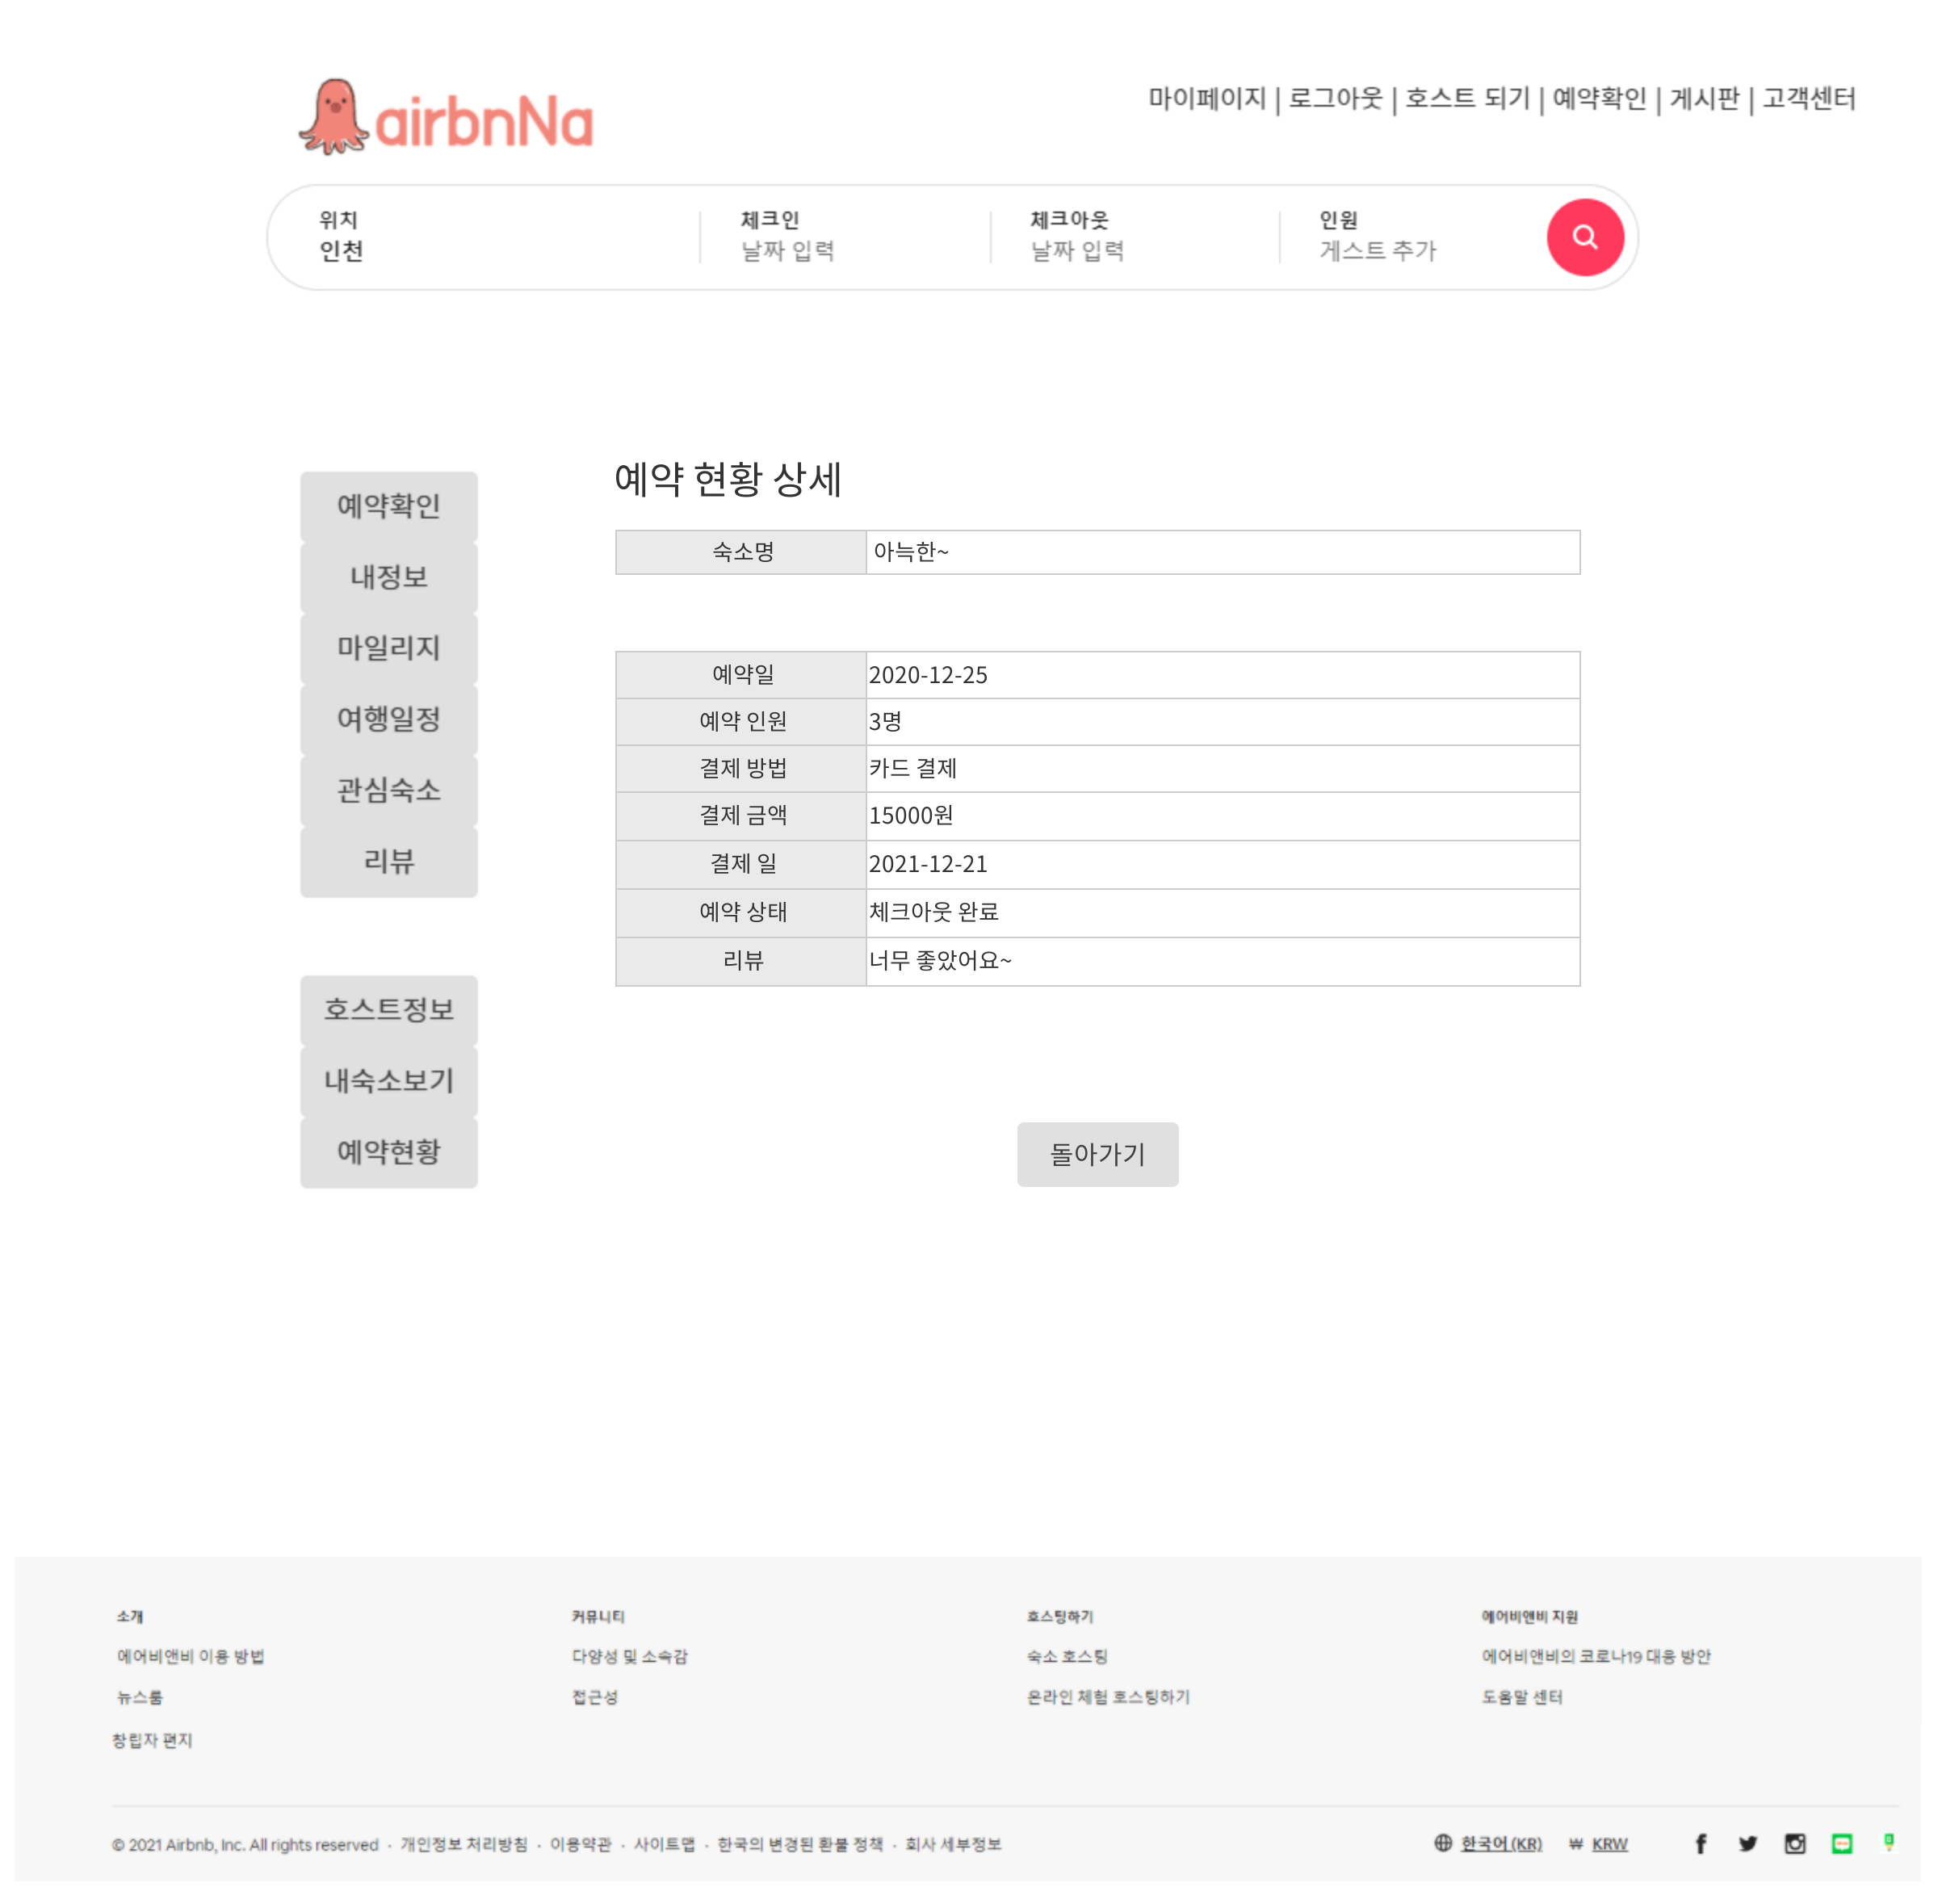 airbnNa
마이페이지 | 로그아웃 | 호스트 되기 | 예약확인 | 게시판 | 고객센터
위치
인천
체크인
날짜 입력
체크아웃
날짜 입력
인원
게스트 추가
예약확인
내정보
마일리지
여행일정
관심숙소
리뷰
호스트정보
내숙소보기
예약현황
예약 현황 상세
숙소명 아늑한~
예약일 2020-12-25
예약 인원 3명
결제 방법 카드 결제
결제 금액 15000원
결제 일 2021-12-21
예약 상태 체크아웃 완료
리뷰 너무 좋았어요~
돌아가기
소개
에어비앤비 이용 방법
뉴스룸
창립자 편지
커뮤니티
다양성 및 소속감
접근성
호스팅하기
숙소 호스팅
온라인 체험 호스팅하기
에어비앤비 지원
에어비앤비의 코로나19 대응 방안
도움말 센터
© 2021 Airbnb, Inc. All rights reserved · 개인정보 처리방침 · 이용약관 · 사이트맵 · 한국의 변경된 환불 정책 · 회사 세부정보
한국어 (KR) ₩ KRW